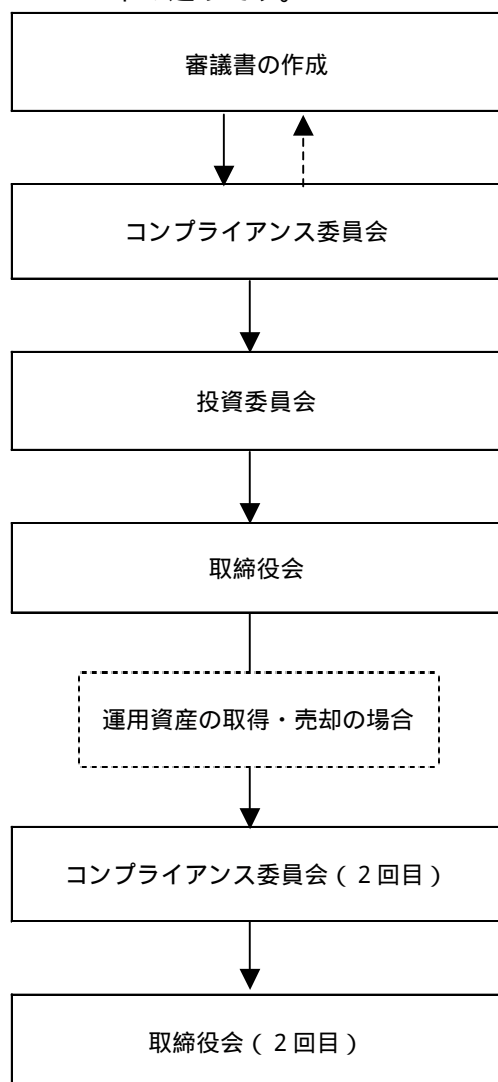 審議書の作成
コンプライアンス委員会
投資委員会
取締役会
運用資産の取得・売却の場合
コンプライアンス委員会（２回目）
取締役会（２回目）